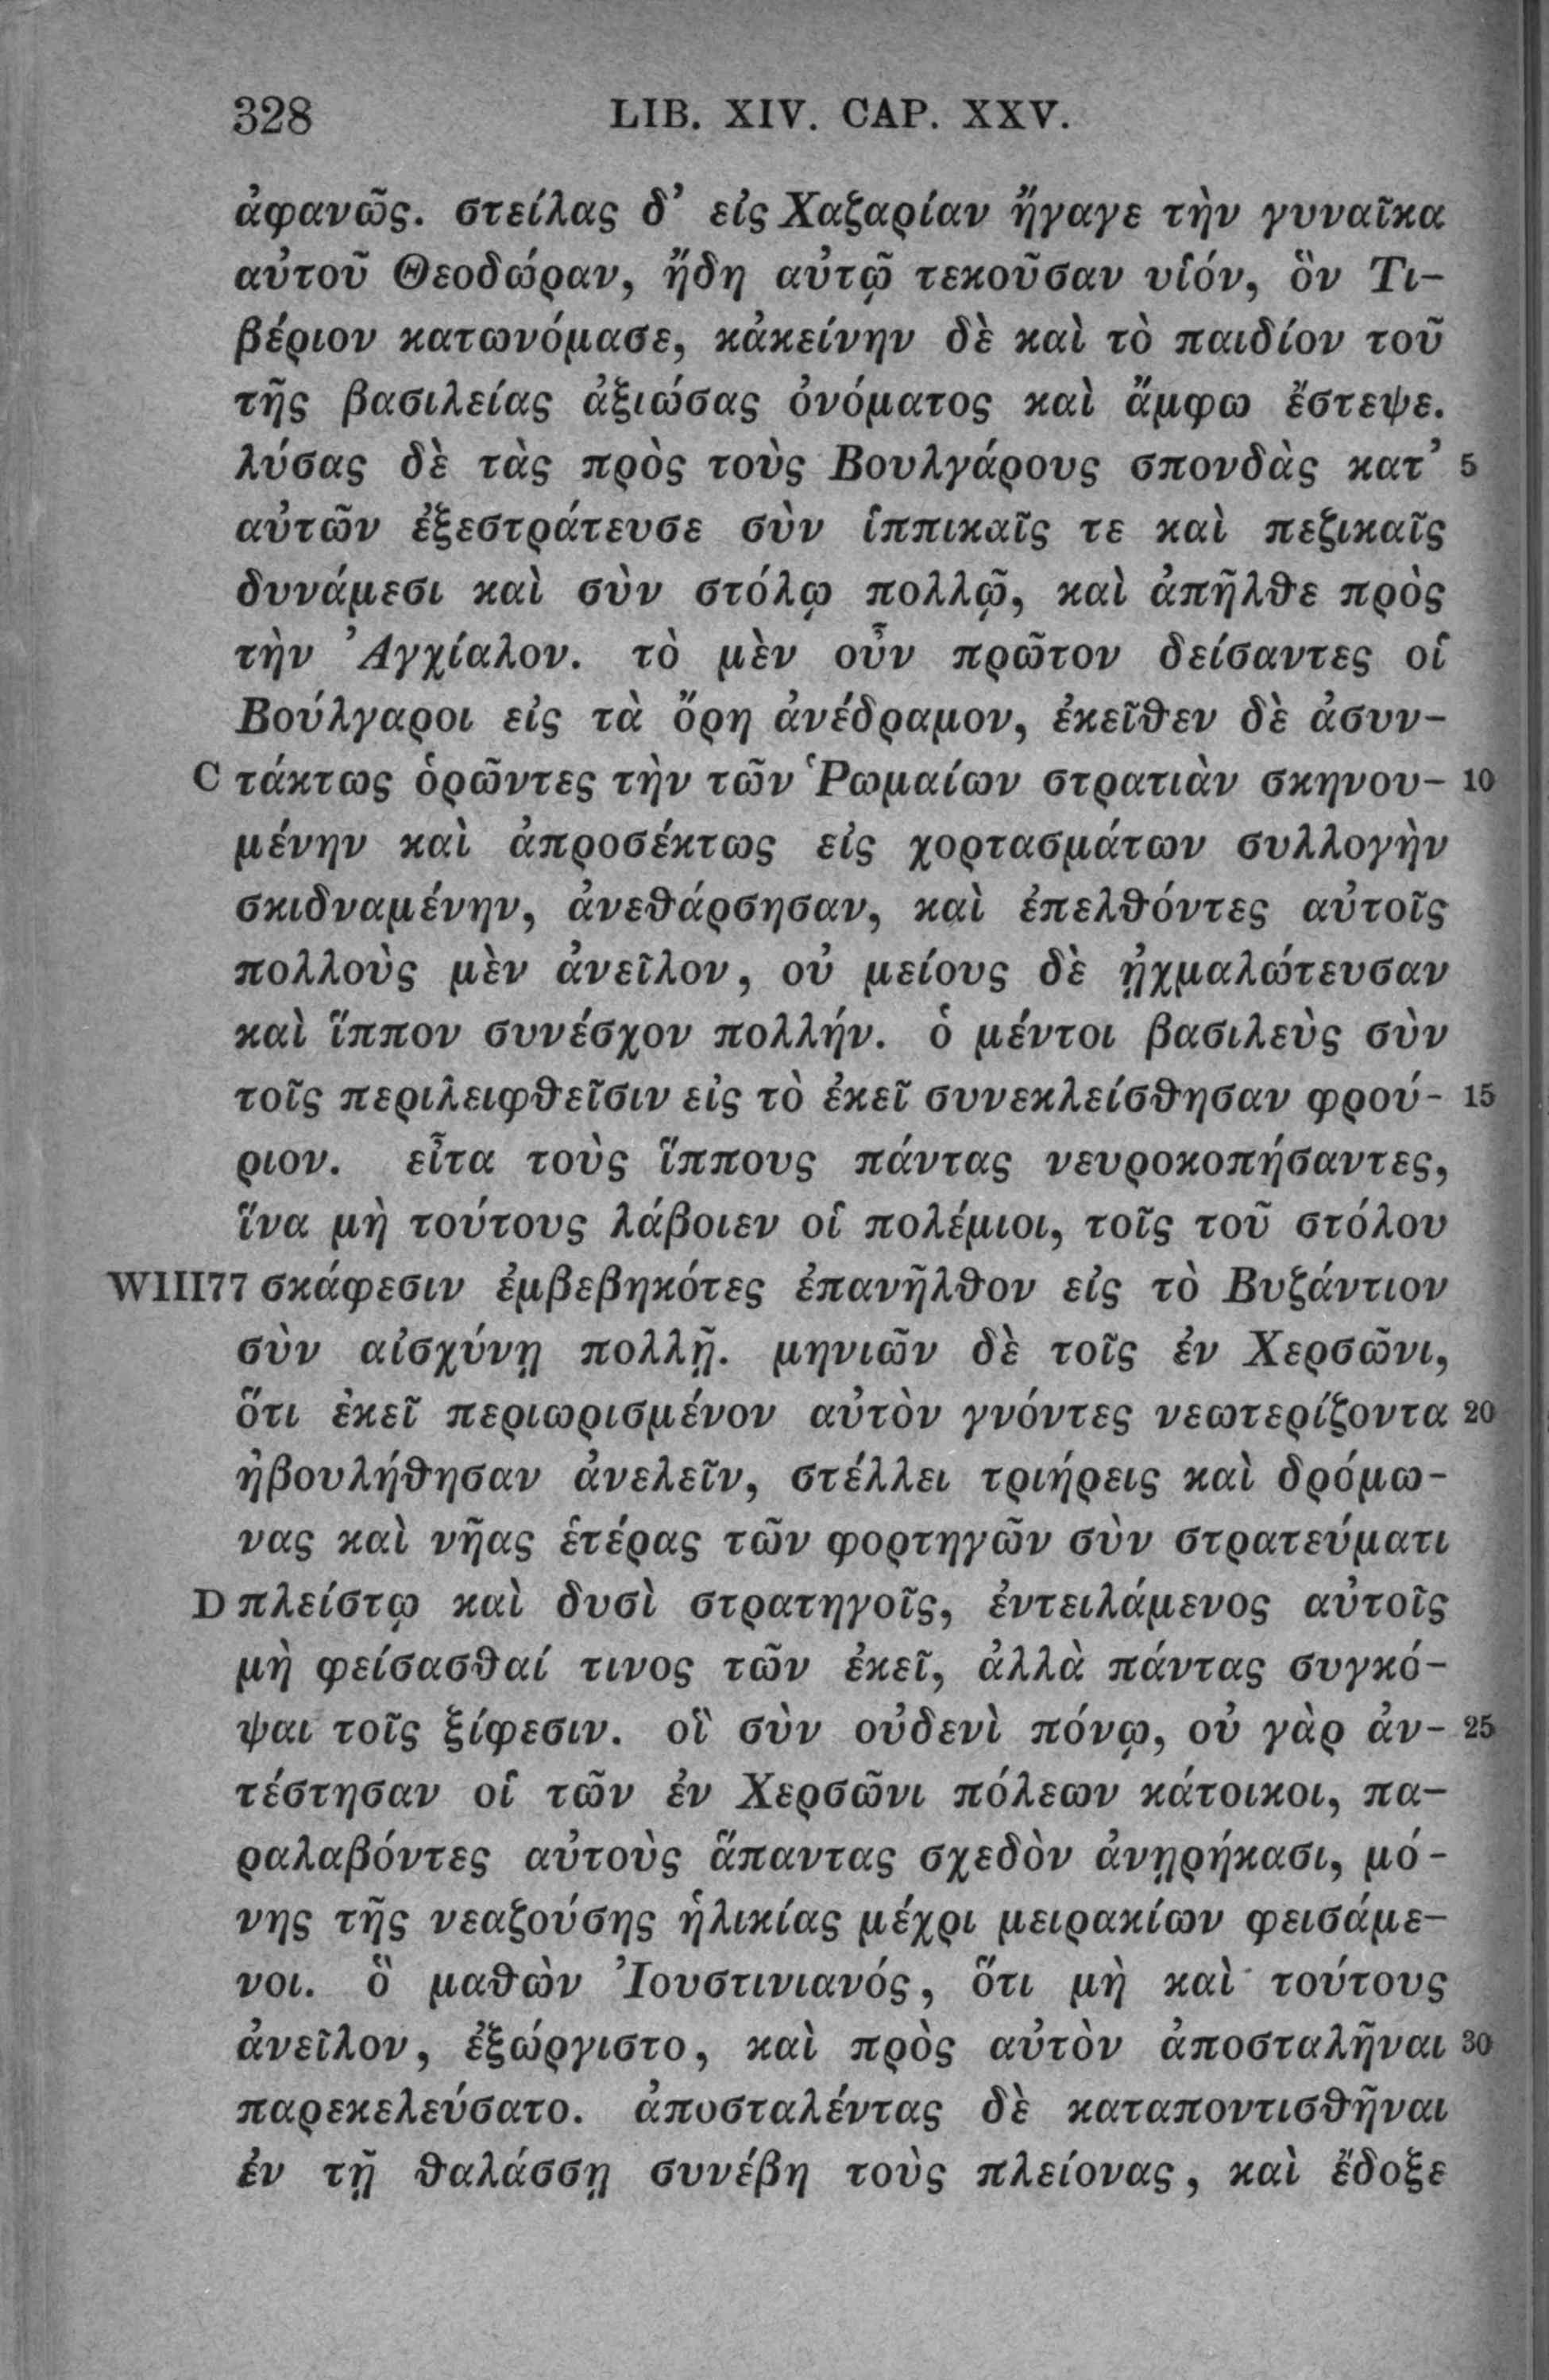 328 LIB. XIV. CAP. XXV.
ἀφανῶς. στείλας δ’ εἰς Χαζαρίαν ἤγαγε τὴν γυναῖκα
αὐτοῦ Θεοδώραν, ἤδη αὐτῷ τεκοῦσαν υἱόν, ὃν Τι-
βέριον κατωνόμασε, κἀκείνην δὲ καὶ τὸ παιδίον τοῦ
τῆς βασιλείας ἀξιώσας ὀνόματος καὶ ἄμφω ἔστεψε.
λύσας δὲ τὰς πρὸς τοὺς Βουλγάρους σπονδὰς κατ’ 5
αὐτῶν ἐξεστράτευσε σὺν ἱππικαῖς τε καὶ πεζικαῖς
δυνάμεσι καὶ σὺν στόλῳ πολλῷ, καὶ ἀπῆλθε πρὸς
τὴν Ἀγχίαλον. τὸ μὲν οὖν πρῶτον δείσαντες οἱ
Βούλγαροι εἰς τὰ ὄρη ἀνέδραμον, ἐκεῖθεν δὲ ἀσυν-
C τάκτως ὁρῶντες τὴν τῶν Ῥωμαίων στρατιὰν σκηνου- 10
μένην καὶ ἀπροσέκτως εἰς χορτασμάτων συλλογὴν
σκιδναμένην, ἀνεθάρσησαν, καὶ ἐπελθόντες αὐτοῖς
πολλοὺς μὲν ἀνεῖλον, οὐ μείους δὲ ᾐχμαλώτευσαν
καὶ ἵππον συνέσχον πολλήν. ὁ μέντοι βασιλεὺς σὺν
τοῖς περιλειφθεῖσιν εἰς τὸ ἐκεῖ συνεκλείσθησαν φρού- 15
ριον. εἶτα τοὺς ἵππους πάντας νευροκοπήσαντες,
ἵνα μὴ τούτους λάβοιεν οἱ πολέμιοι, τοῖς τοῦ στόλου
WIII77 σκάφεσιν ἐμβεβηκότες ἐπανῆλθον εἰς τὸ Βυζάντιον
σὺν αἰσχύνῃ πολλῇ. μηνιῶν δὲ τοῖς ἐν Χερσῶνι,
ὅτι ἐκεῖ περιωρισμένον αὐτὸν γνόντες νεωτερίζοντα 20
ἠβουλήθησαν ἀνελεῖν, στέλλει τριήρεις καὶ δρόμω-
νας καὶ νῆας ἑτέρας τῶν φορτηγῶν σὺν στρατεύματι
D πλείστῳ καὶ δυσὶ στρατηγοῖς, ἐντειλάμενος αὐτοῖς
μὴ φείσασθαί τινος τῶν ἐκεῖ, ἀλλὰ πάντας συγκό-
ψαι τοῖς ξίφεσιν. οἳ σὺν οὐδενὶ πόνῳ, οὐ γὰρ ἀν- 25
τέστησαν οἱ τῶν ἐν Χερσῶνι πόλεων κάτοικοι, πα-
ραλαβόντες αὐτοὺς ἅπαντας σχεδὸν ἀνῃρήκασι, μό-
νης τῆς νεαζούσης ἡλικίας μέχρι μειρακίων φεισάμε-
νοι. ὃ μαθὼν Ἰουστινιανός, ὅτι μὴ καὶ τούτους
ἀνεῖλον, ἐξώργιστο, καὶ πρὸς αὐτὸν ἀποσταλῆναι 30
παρεκελεύσατο. ἀποσταλέντας δὲ καταποντισθῆναι
ἐν τῇ θαλάσσῃ συνέβη τοὺς πλείονας, καὶ ἔδοξε